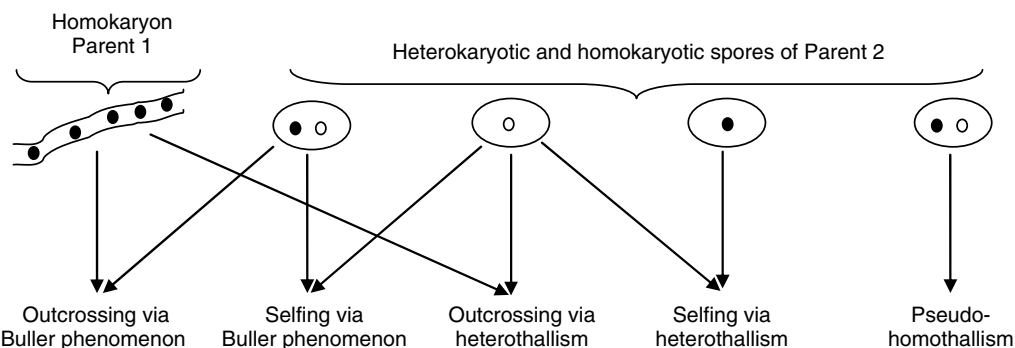 Homokaryon
Parent 1
Heterokaryotic and homokaryotic spores of Parent 2
Outcrossing via
Buller phenomenon
Selfing via
Buller phenomenon
Outcrossing via
heterothallism
Selfing via
heterothallism
Pseudo-
homothallism